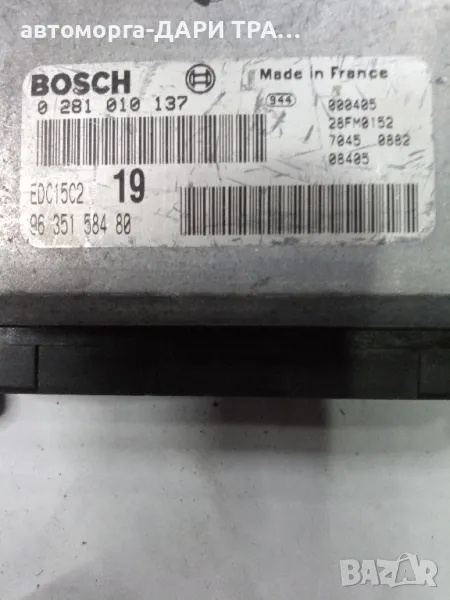 автоморга-ДАРИ ТРА...
BOSCH
Made in France
0 281 010 137
944
000405
28FM0152
7045 0882
08405
EDC15C2
19
96 351 584 80
BAZAR